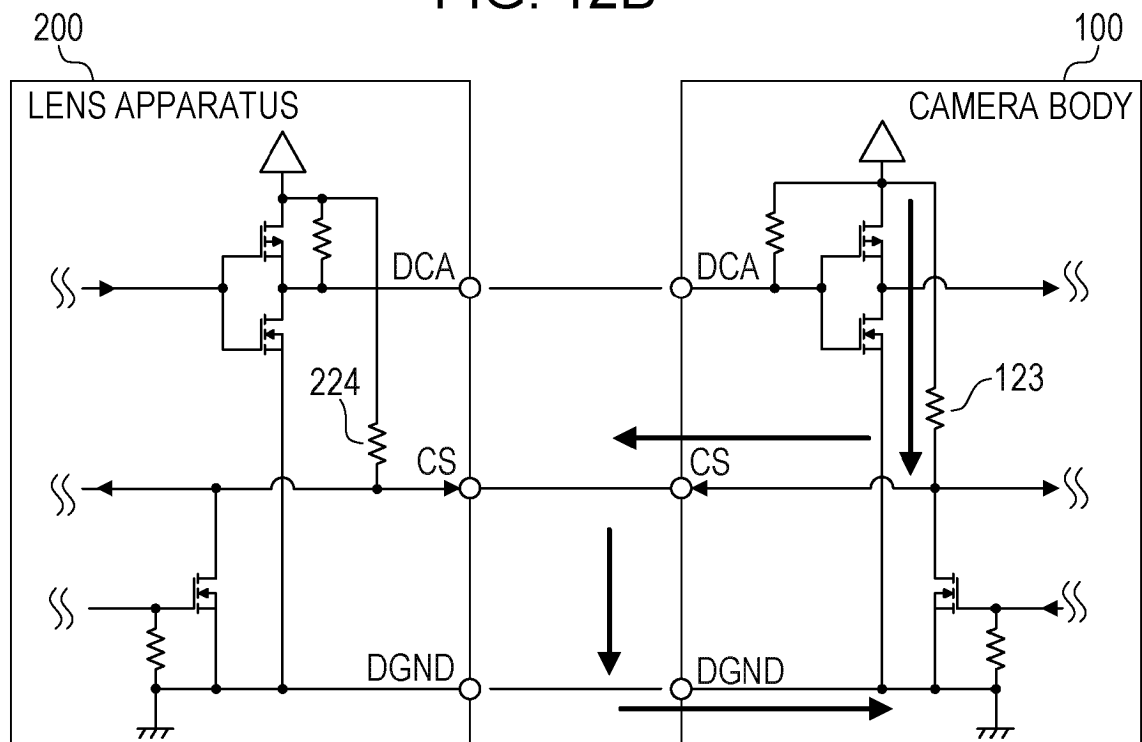 FIG. 12B
200
100
LENS APPARATUS
CAMERA BODY
DCA
DCA
224
123
CS
CS
DGND
DGND